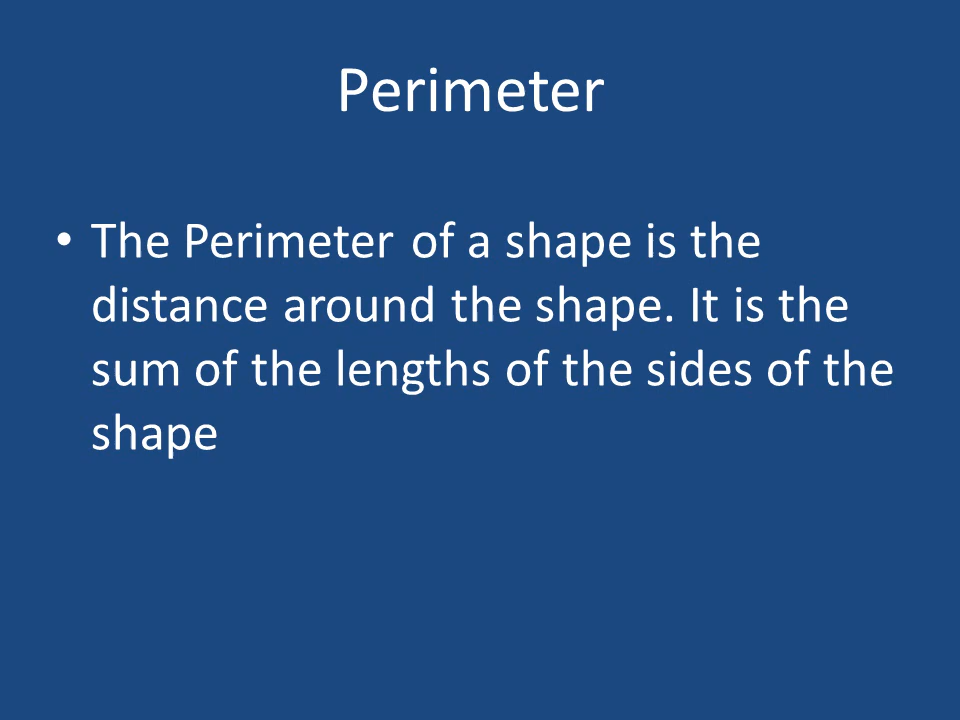 Perimeter
• The Perimeter of a shape is the
distance around the shape. It is the
sum of the lengths of the sides of the
shape